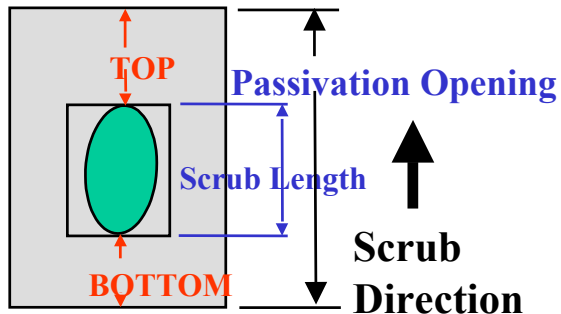 TOP
Passivation Opening
Scrub Length
BOTTOM
Scrub
Direction